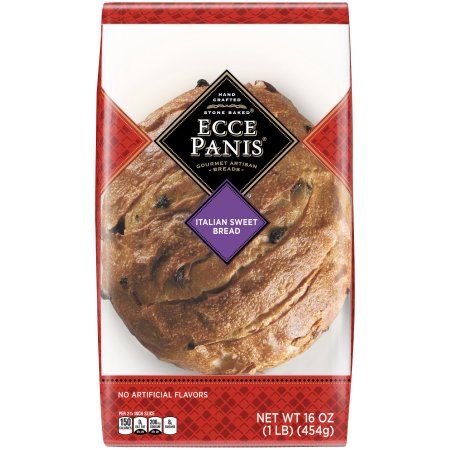 HAND
CRAFTED
STONE BAKED
ECCE
PANIS®
GOURMET ARTISAN
BREADS
ITALIAN SWEET
BREAD
NO ARTIFICIAL FLAVORS
NET WT 16 OZ
(1 LB) (454g)
150
CALORIES